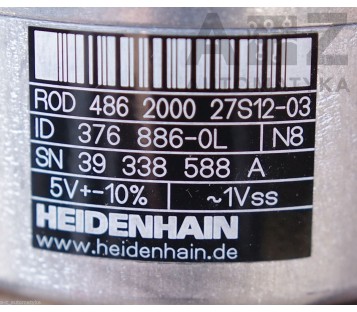 ROD 486 2000 27S12-03
ID 376 886-0L N8
SN 39 338 588 A
5V+-10% ~1Vss
HEIDENHAIN
www.heidenhain.de